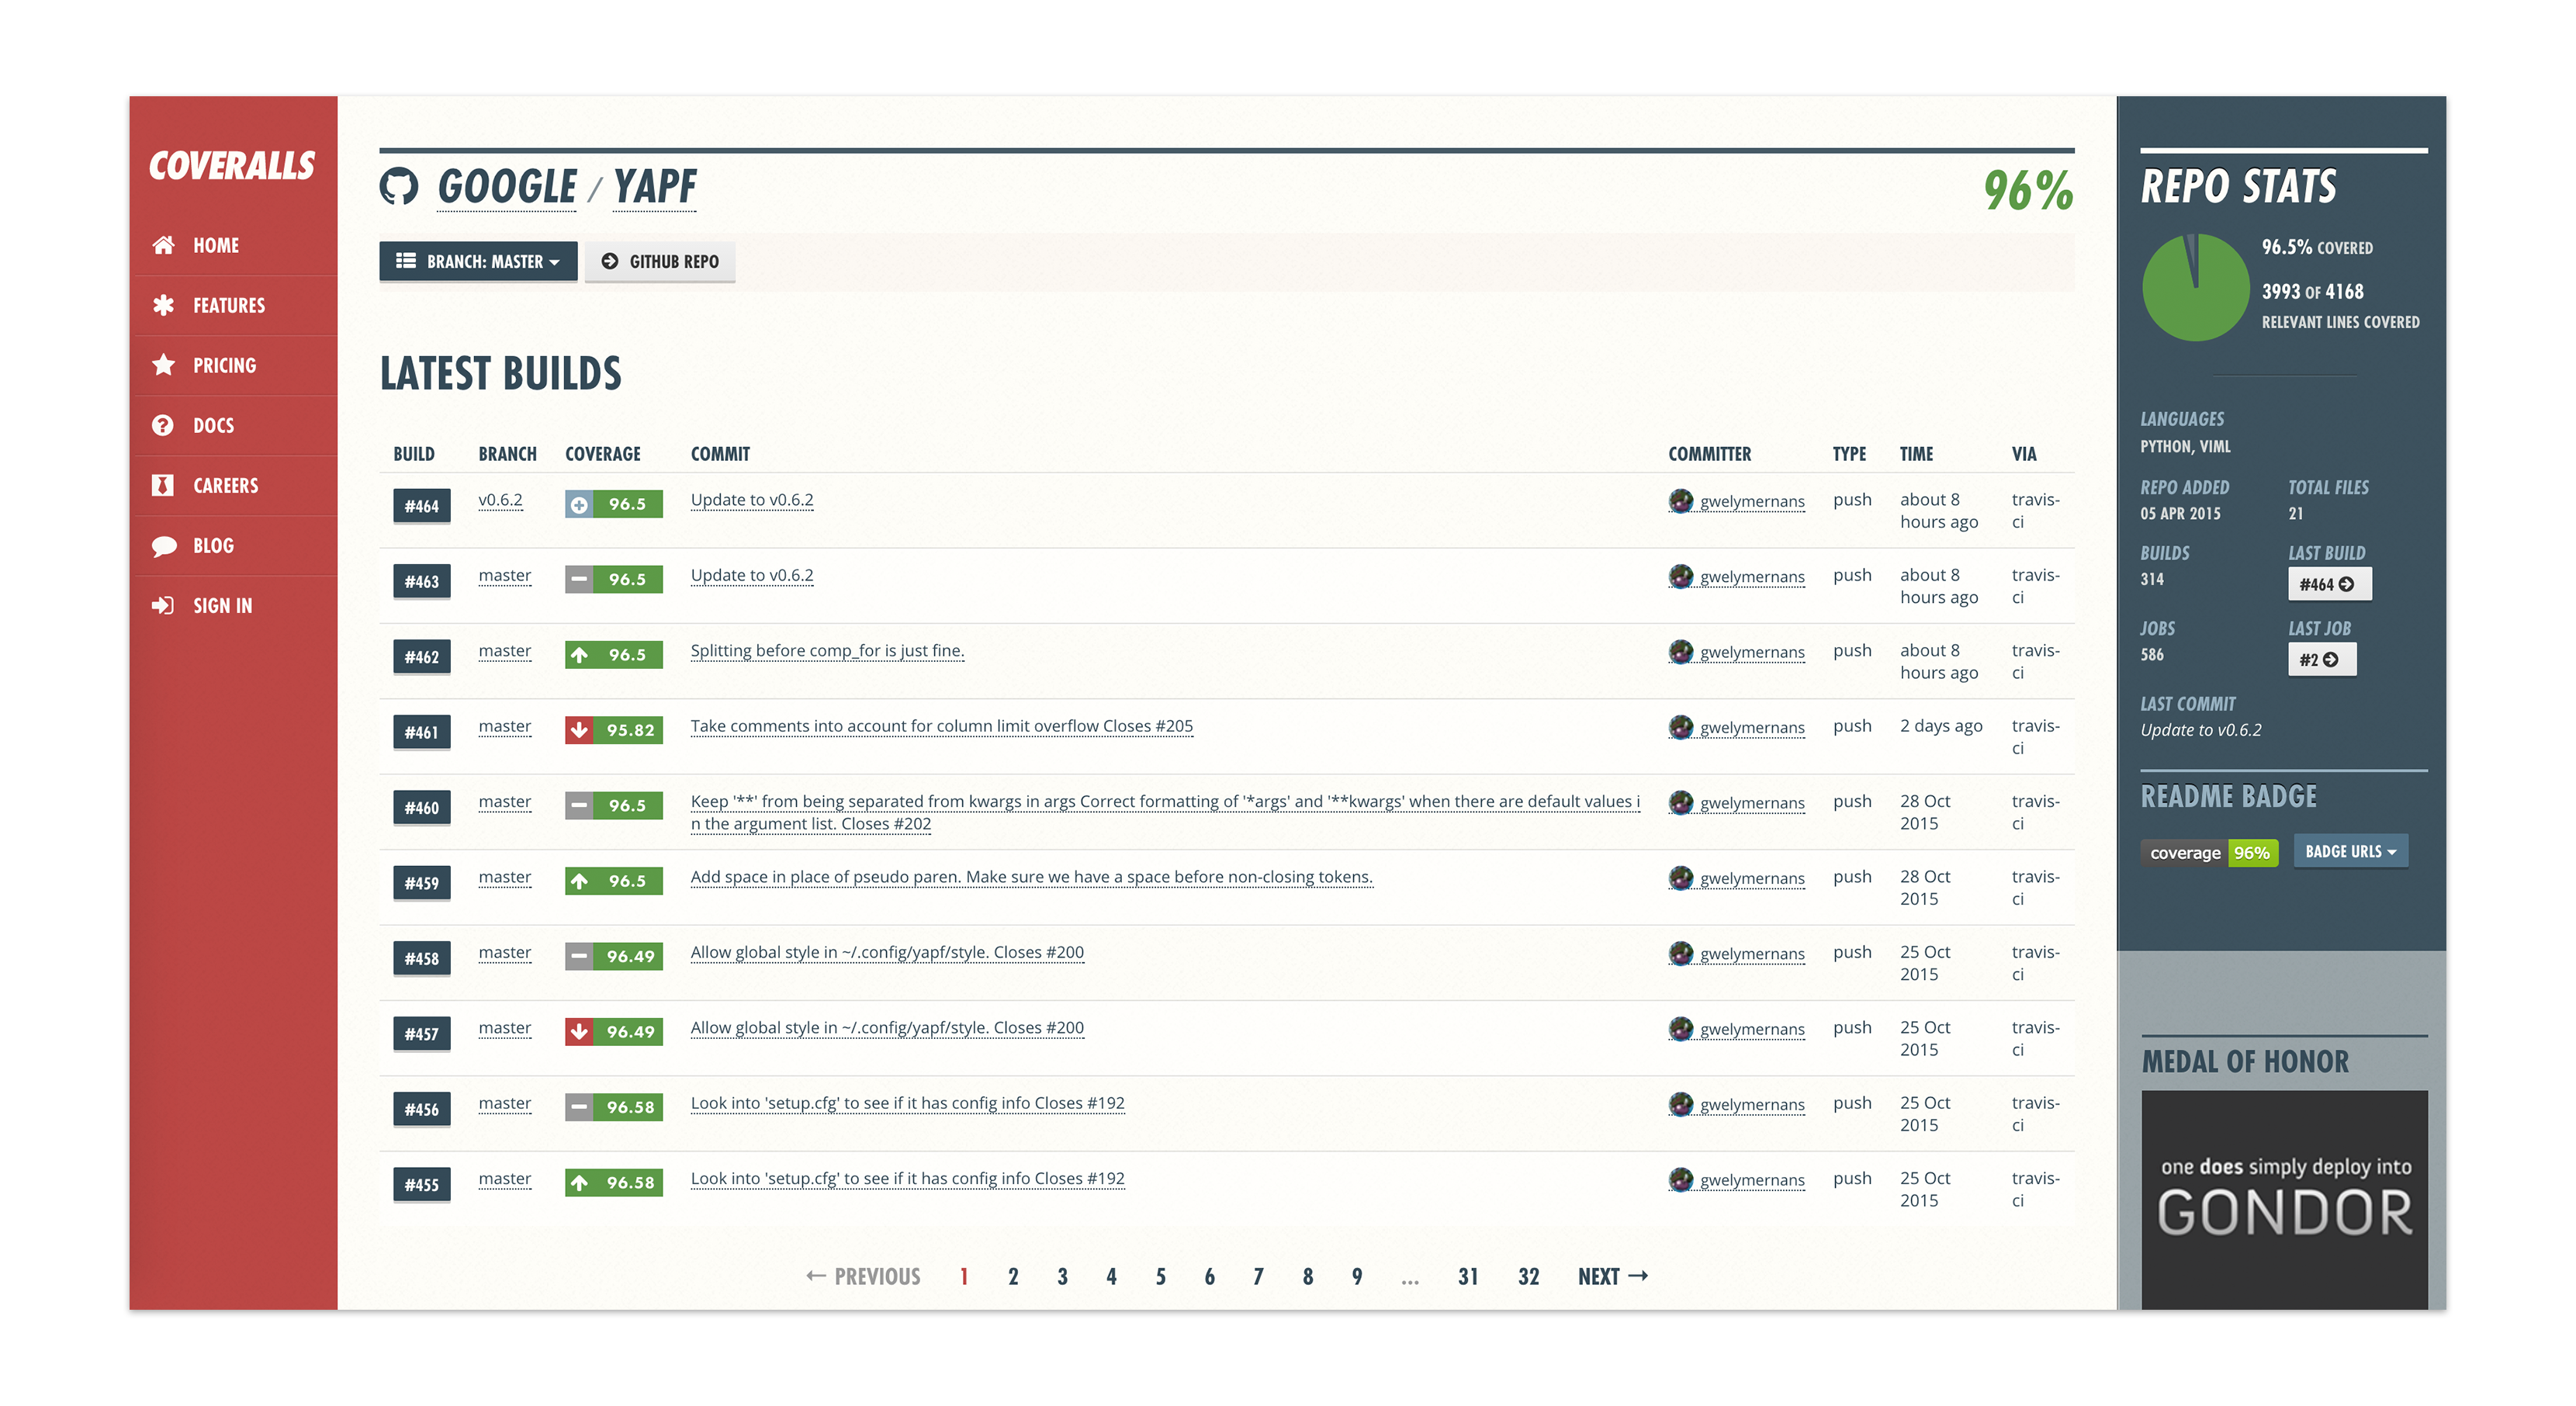 COVERALLS
HOME
FEATURES
PRICING
DOCS
CAREERS
BLOG
SIGN IN
GOOGLE / YAPF
96%
BRANCH: MASTER
GITHUB REPO
LATEST BUILDS
BUILD BRANCH COVERAGE COMMIT COMMITTER TYPE TIME VIA
#464 v0.6.2 96.5 Update to v0.6.2 gwelymernans push about 8 travis-
hours ago ci
#463 master 96.5 Update to v0.6.2 gwelymernans push about 8 travis-
hours ago ci
#462 master 96.5 Splitting before comp_for is just fine. gwelymernans push about 8 travis-
hours ago ci
#461 master 95.82 Take comments into account for column limit overflow Closes #205 gwelymernans push 2 days ago travis-
ci
#460 master 96.5 Keep '**' from being separated from kwargs in args Correct formatting of '*args' and '**kwargs' when there are default values i gwelymernans push 28 Oct travis-
n the argument list. Closes #202 2015 ci
#459 master 96.5 Add space in place of pseudo paren. Make sure we have a space before non-closing tokens. gwelymernans push 28 Oct travis-
2015 ci
#458 master 96.49 Allow global style in ~/.config/yapf/style. Closes #200 gwelymernans push 25 Oct travis-
2015 ci
#457 master 96.49 Allow global style in ~/.config/yapf/style. Closes #200 gwelymernans push 25 Oct travis-
2015 ci
#456 master 96.58 Look into 'setup.cfg' to see if it has config info Closes #192 gwelymernans push 25 Oct travis-
2015 ci
#455 master 96.58 Look into 'setup.cfg' to see if it has config info Closes #192 gwelymernans push 25 Oct travis-
2015 ci
← PREVIOUS 1 2 3 4 5 6 7 8 9 ... 31 32 NEXT →
REPO STATS
96.5% COVERED
3993 OF 4168
RELEVANT LINES COVERED
LANGUAGES
PYTHON, VIML
REPO ADDED TOTAL FILES
05 APR 2015 21
BUILDS LAST BUILD
314 #464
JOBS LAST JOB
586 #2
LAST COMMIT
Update to v0.6.2
README BADGE
coverage 96% BADGE URLS
MEDAL OF HONOR
one does simply deploy into
GONDOR